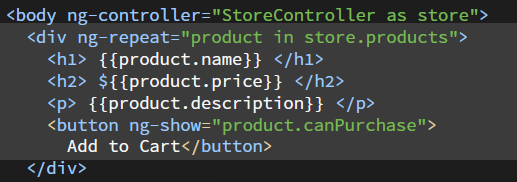 <body ng-controller="StoreController as store">
<div ng-repeat="product in store.products">
<h1> {{product.name}} </h1>
<h2> ${{product.price}} </h2>
<p> {{product.description}} </p>
<button ng-show="product.canPurchase">
Add to Cart</button>
</div>